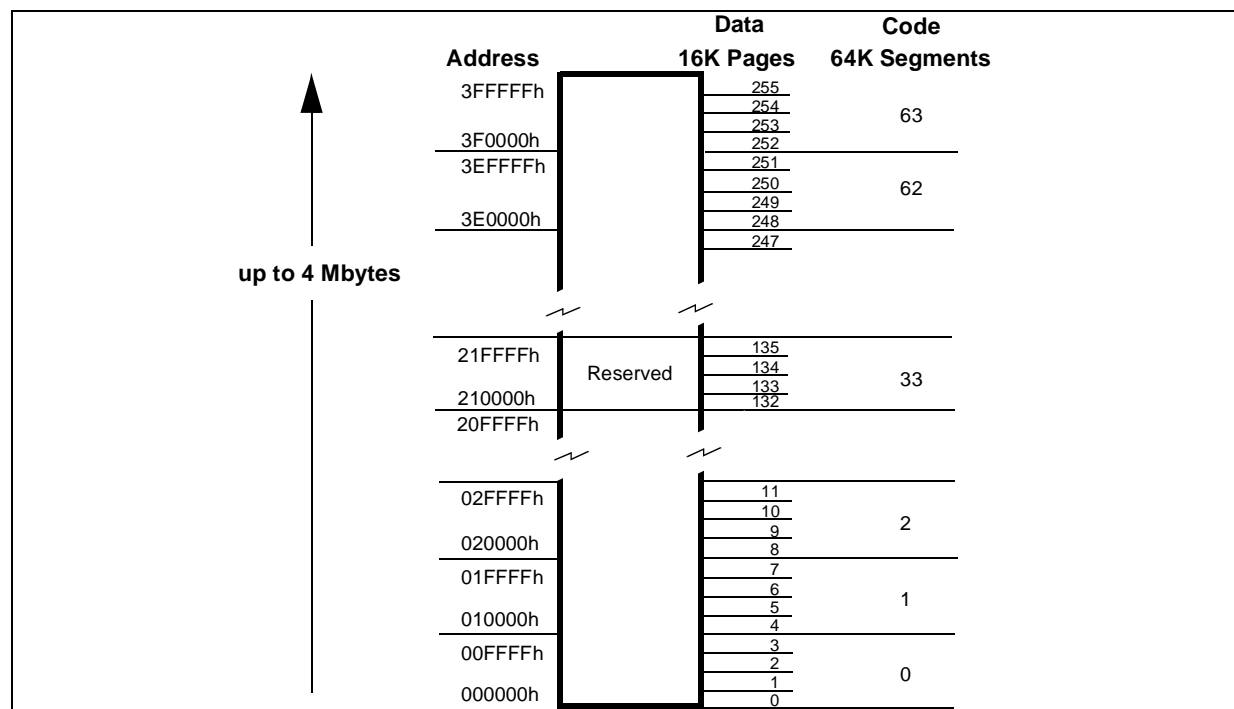 Data Code
Address 16K Pages 64K Segments
3FFFFFh 255
254
253 63
3F0000h 252
3EFFFFh 251
250 62
249
3E0000h 248
247
up to 4 Mbytes
21FFFFh 135
134
Reserved 33
133
210000h 132
20FFFFh
02FFFFh 11
10
9 2
020000h 8
01FFFFh 7
6
5 1
010000h 4
00FFFFh 3
2
1 0
000000h 0